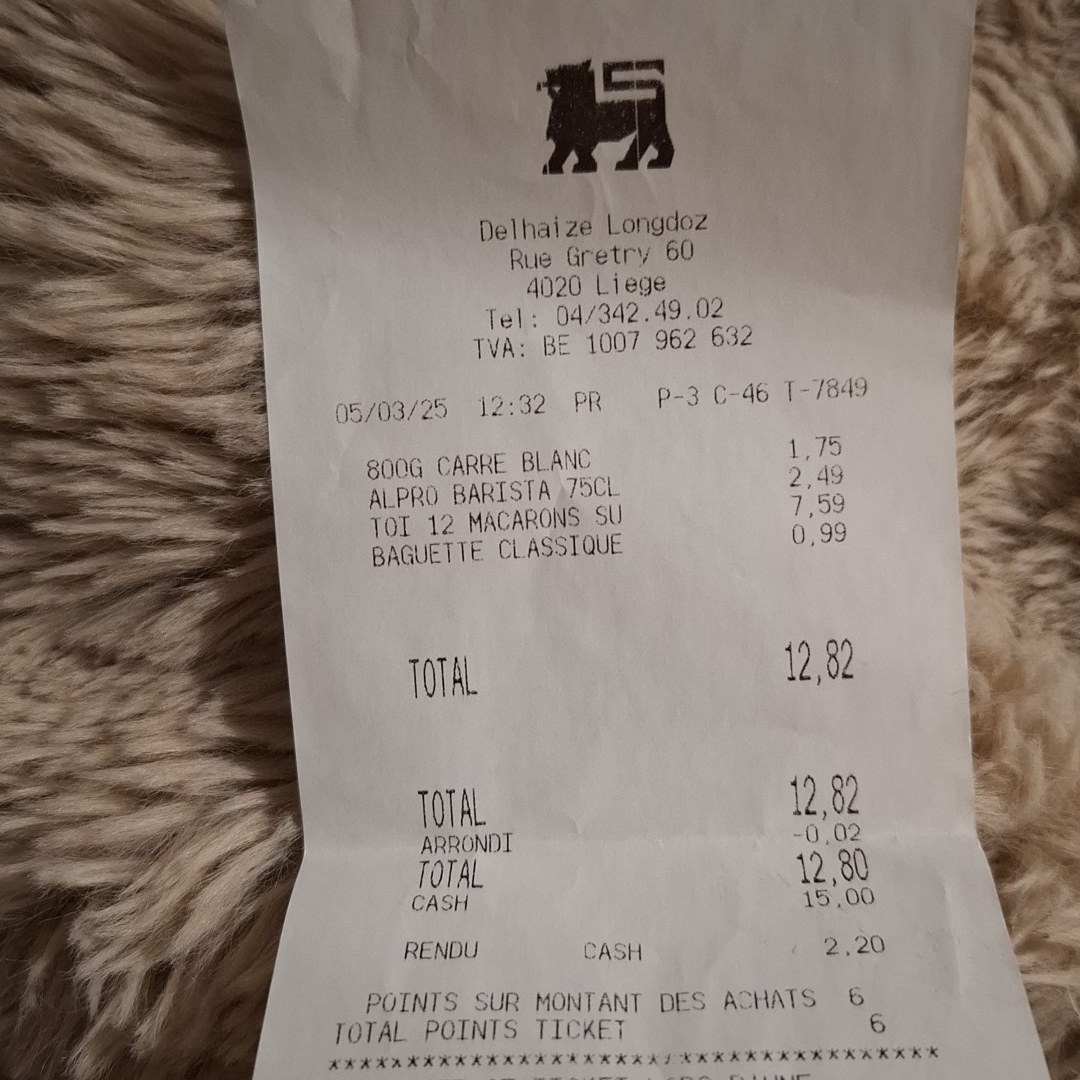 Delhaize Longdoz
Rue Gretry 60
4020 Liege
Tel: 04/342.49.02
TVA: BE 1007 962 632
05/03/25 12:32 PR P-3 C-46 T-7849
800G CARRE BLANC 1,75
ALPRO BARISTA 75CL 2,49
TOI 12 MACARONS SU 7,59
BAGUETTE CLASSIQUE 0,99
TOTAL 12,82
TOTAL 12,82
ARRONDI -0,02
TOTAL 12,80
CASH 15,00
RENDU CASH 2,20
POINTS SUR MONTANT DES ACHATS 6
TOTAL POINTS TICKET 6